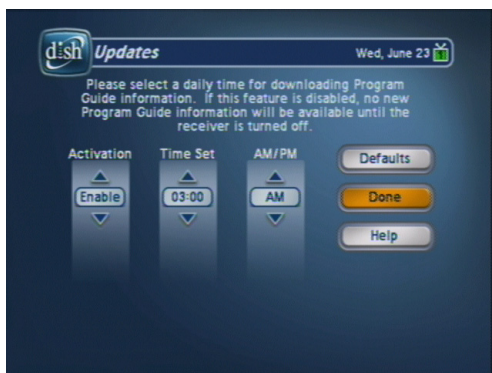 dish Updates Wed, June 23
Please select a daily time for downloading Program
Guide information. If this feature is disabled, no new
Program Guide information will be available until the
receiver is turned off.
Activation Time Set AM/PM
Defaults
Enable 03:00 AM Done
Help